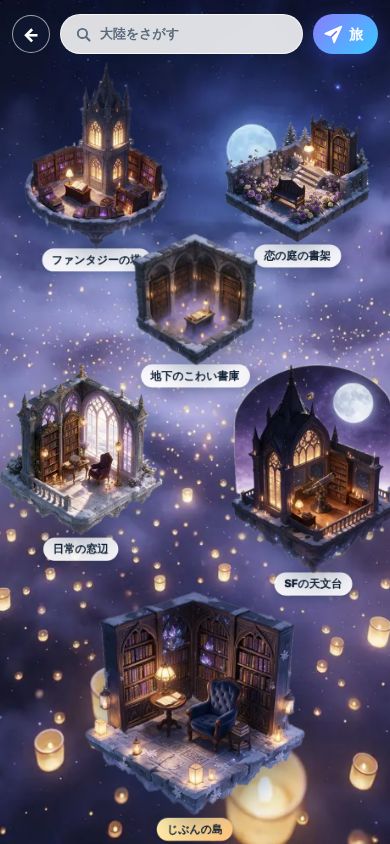 大陸をさがす
旅
ファンタジーの塔
恋の庭の書架
地下のこわい書庫
日常の窓辺
SFの天文台
じぶんの島